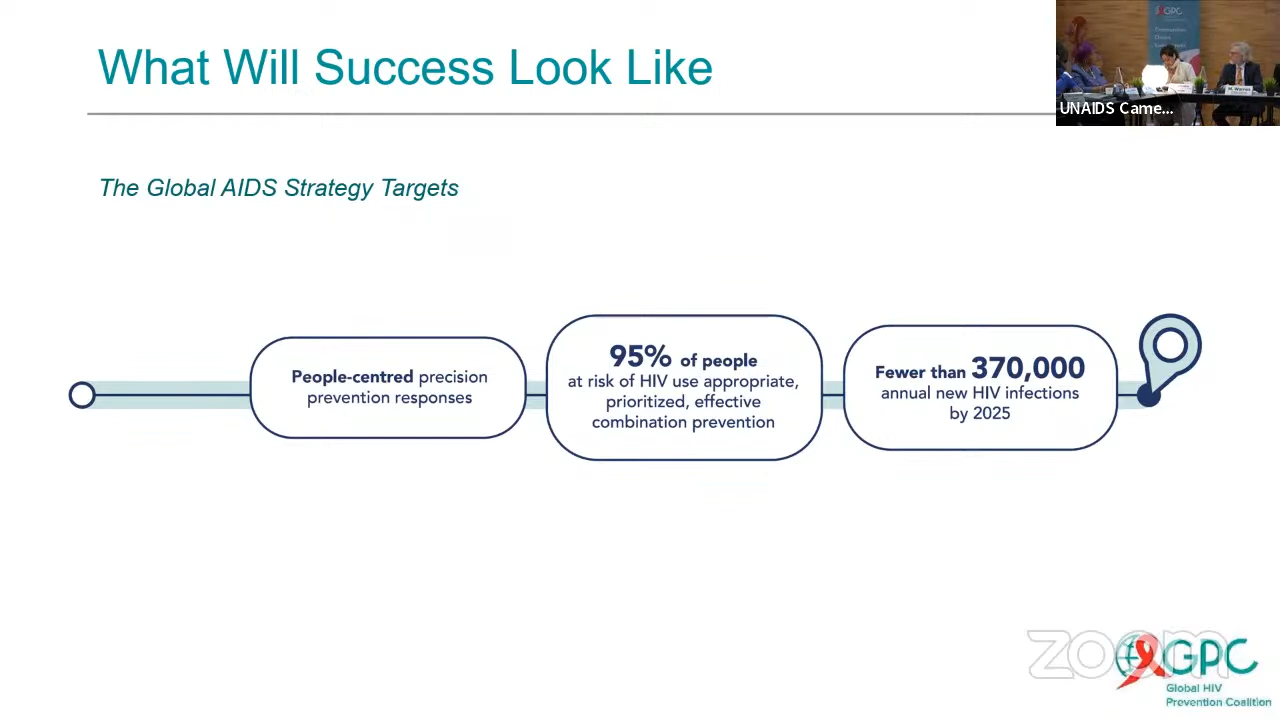 What Will Success Look Like
GPC
UNAIDS Came...
The Global AIDS Strategy Targets
People-centred precision
prevention responses
95% of people
at risk of HIV use appropriate,
prioritized, effective
combination prevention
Fewer than 370,000
annual new HIV infections
by 2025
zoom
GPC
Global HIV
Prevention Coalition